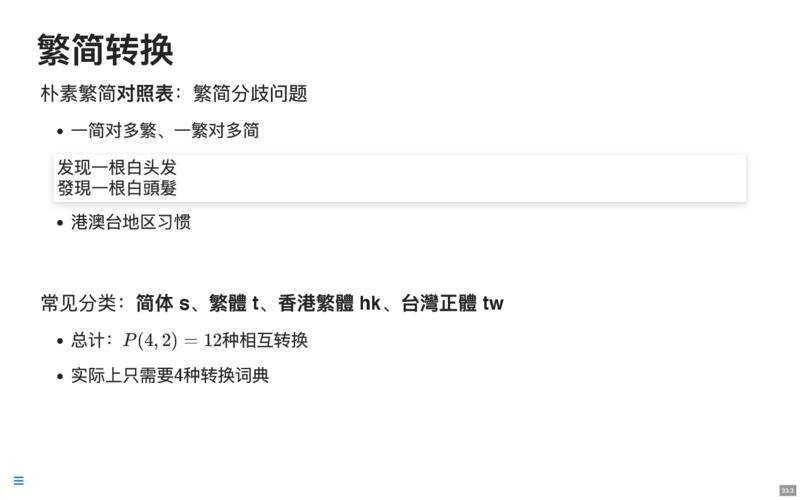 繁简转换
朴素繁简对照表：繁简分歧问题
• 一简对多繁、一繁对多简
发现一根白头发
發現一根白頭髮
• 港澳台地区习惯
常见分类：简体 s、繁體 t、香港繁體 hk、台灣正體 tw
• 总计：P(4, 2) = 12种相互转换
• 实际上只需要4种转换词典
33.3